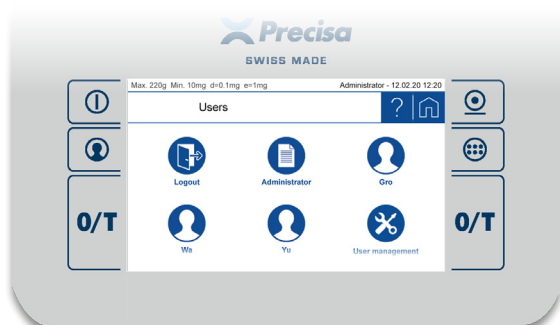 Precisa
SWISS MADE
Max. 220g Min. 10mg d=0.1mg e=1mg Administrator - 12.02.20 12:20
Users ?
Logout Administrator Gro
0/T 0/T
Wa Yu User management